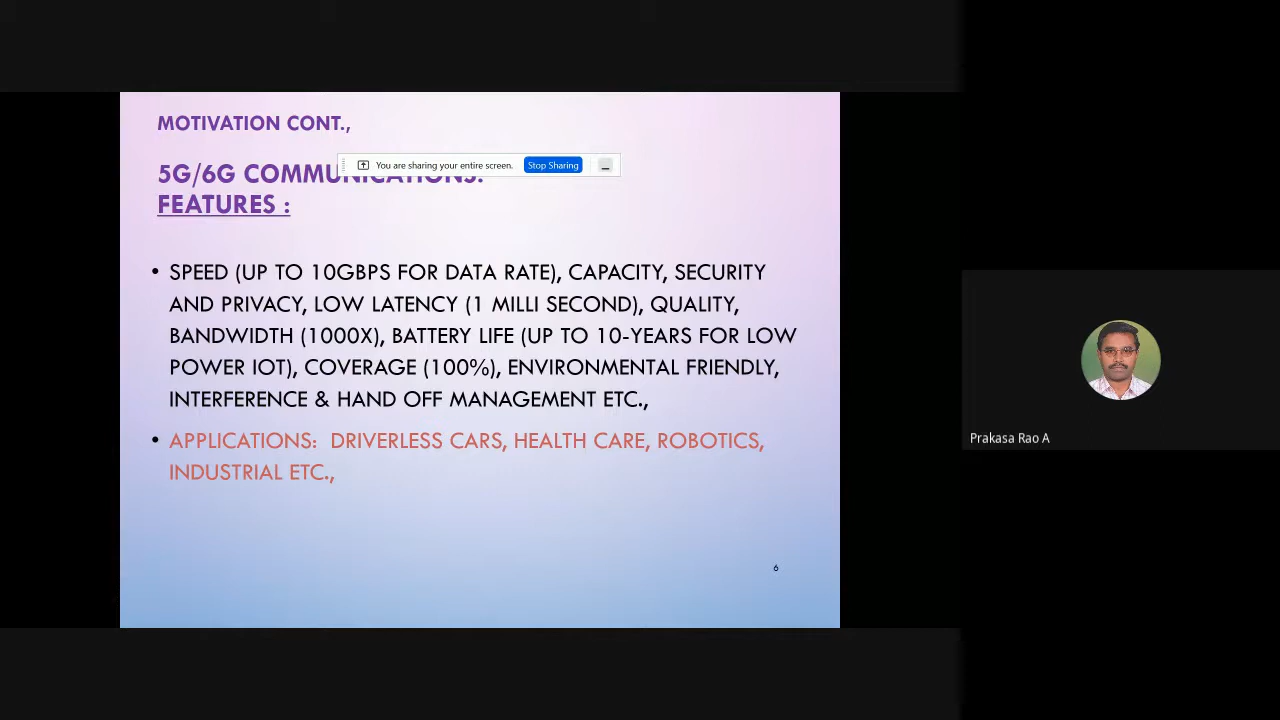 MOTIVATION CONT.,
You are sharing your entire screen. Stop Sharing
5G/6G COMMUNICATIONS:
FEATURES :
• SPEED (UP TO 10GBPS FOR DATA RATE), CAPACITY, SECURITY
AND PRIVACY, LOW LATENCY (1 MILLI SECOND), QUALITY,
BANDWIDTH (1000X), BATTERY LIFE (UP TO 10-YEARS FOR LOW
POWER IOT), COVERAGE (100%), ENVIRONMENTAL FRIENDLY,
INTERFERENCE & HAND OFF MANAGEMENT ETC.,
• APPLICATIONS: DRIVERLESS CARS, HEALTH CARE, ROBOTICS,
INDUSTRIAL ETC.,
6
Prakasa Rao A